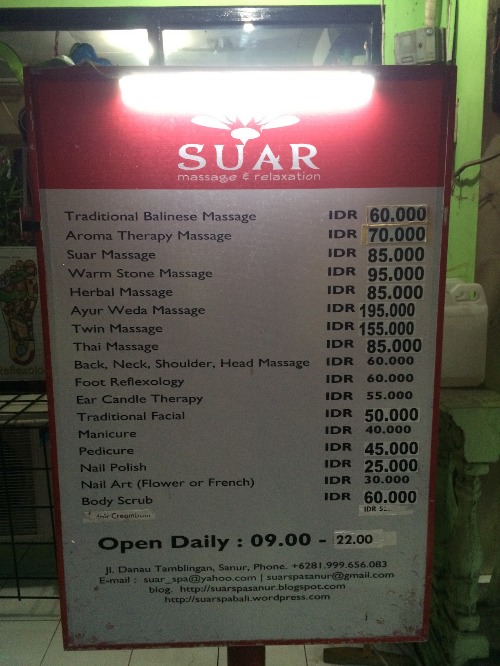 SUAR
massage & relaxation
Traditional Balinese Massage IDR 60.000
Aroma Therapy Massage IDR 70.000
Suar Massage IDR 85.000
Warm Stone Massage IDR 95.000
Herbal Massage IDR 85.000
Ayur Weda Massage IDR 195.000
Twin Massage IDR 155.000
Thai Massage IDR 85.000
Back, Neck, Shoulder, Head Massage IDR 60.000
Foot Reflexology IDR 60.000
Ear Candle Therapy IDR 55.000
Traditional Facial IDR 50.000
Manicure IDR 40.000
Pedicure IDR 45.000
Nail Polish IDR 25.000
Nail Art (Flower or French) IDR 30.000
Body Scrub IDR 60.000
Hair Creambath IDR
Open Daily : 09.00 - 22.00
Jl. Danau Tamblingan, Sanur, Phone. +6281.999.656.083
E-mail : suar_spa@yahoo.com | suarspasanur@gmail.com
blog. http://suarspasanur.blogspot.com
http://suarspabali.wordpress.com